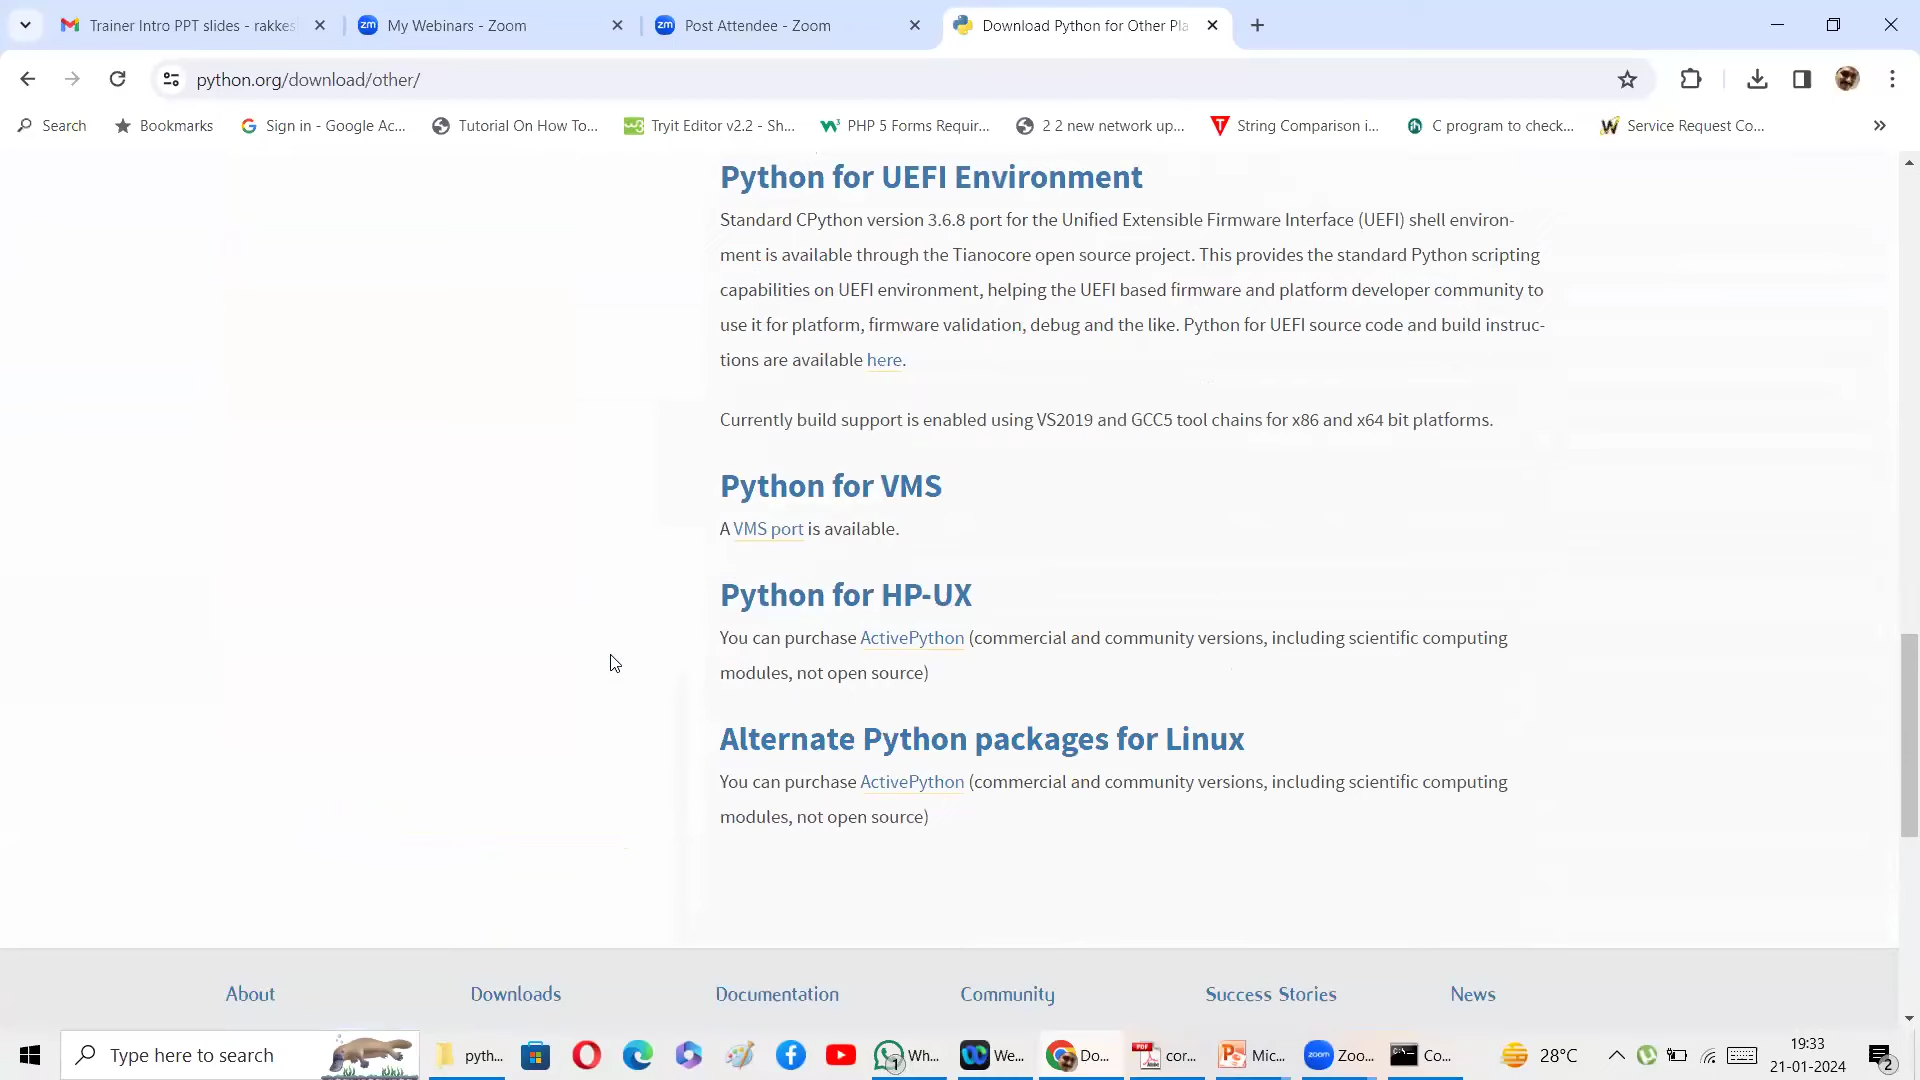 Trainer Intro PPT slides - rakkes
My Webinars - Zoom
Post Attendee - Zoom
Download Python for Other Pla
python.org/download/other/
Search
Bookmarks
Sign in - Google Ac...
Tutorial On How To...
Tryit Editor v2.2 - Sh...
PHP 5 Forms Requir...
2 2 new network up...
String Comparison i...
C program to check...
Service Request Co...
Python for UEFI Environment
Standard CPython version 3.6.8 port for the Unified Extensible Firmware Interface (UEFI) shell environ-
ment is available through the Tianocore open source project. This provides the standard Python scripting
capabilities on UEFI environment, helping the UEFI based firmware and platform developer community to
use it for platform, firmware validation, debug and the like. Python for UEFI source code and build instruc-
tions are available here.
Currently build support is enabled using VS2019 and GCC5 tool chains for x86 and x64 bit platforms.
Python for VMS
A VMS port is available.
Python for HP-UX
You can purchase ActivePython (commercial and community versions, including scientific computing
modules, not open source)
Alternate Python packages for Linux
You can purchase ActivePython (commercial and community versions, including scientific computing
modules, not open source)
About
Downloads
Documentation
Community
Success Stories
News
Type here to search
pyth...
Wh...
We...
Do...
cor...
Mic...
Zoo...
Co...
28°C
19:33
21-01-2024
2